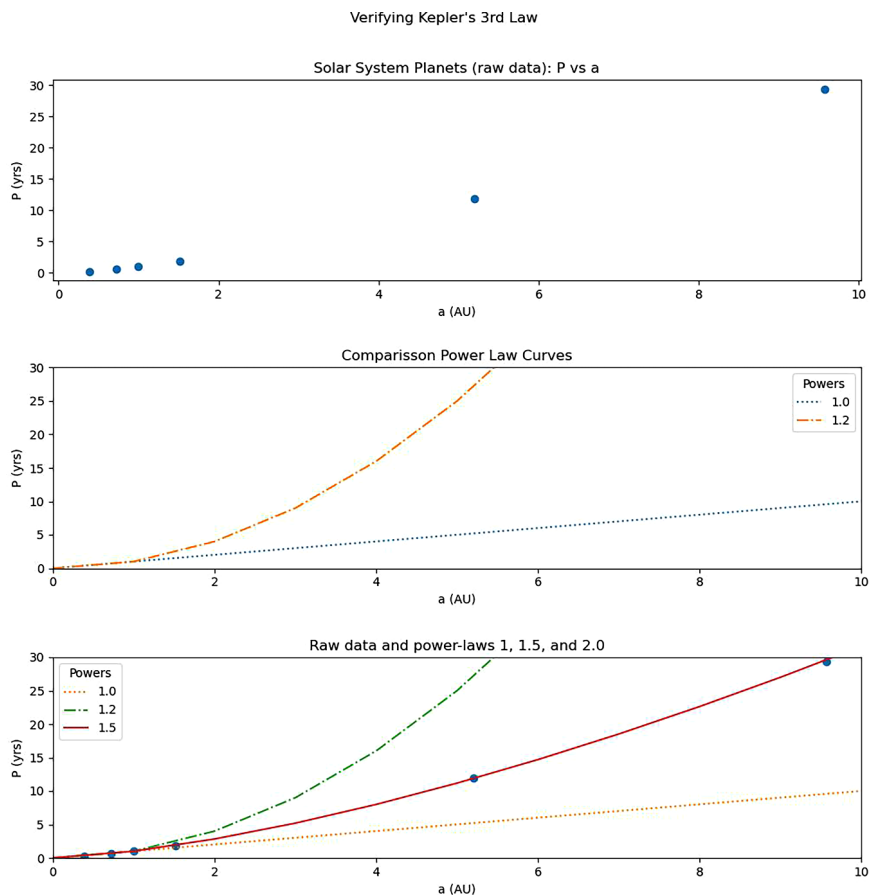 Verifying Kepler's 3rd Law
Solar System Planets (raw data): P vs a
30
25
20
15
10
5
0
P (yrs)
0 2 4 6 8 10
a (AU)
Comparisson Power Law Curves
30
25
20
15
10
5
0
P (yrs)
Powers
1.0
1.2
0 2 4 6 8 10
a (AU)
Raw data and power-laws 1, 1.5, and 2.0
30
25
20
15
10
5
0
P (yrs)
Powers
1.0
1.2
1.5
0 2 4 6 8 10
a (AU)